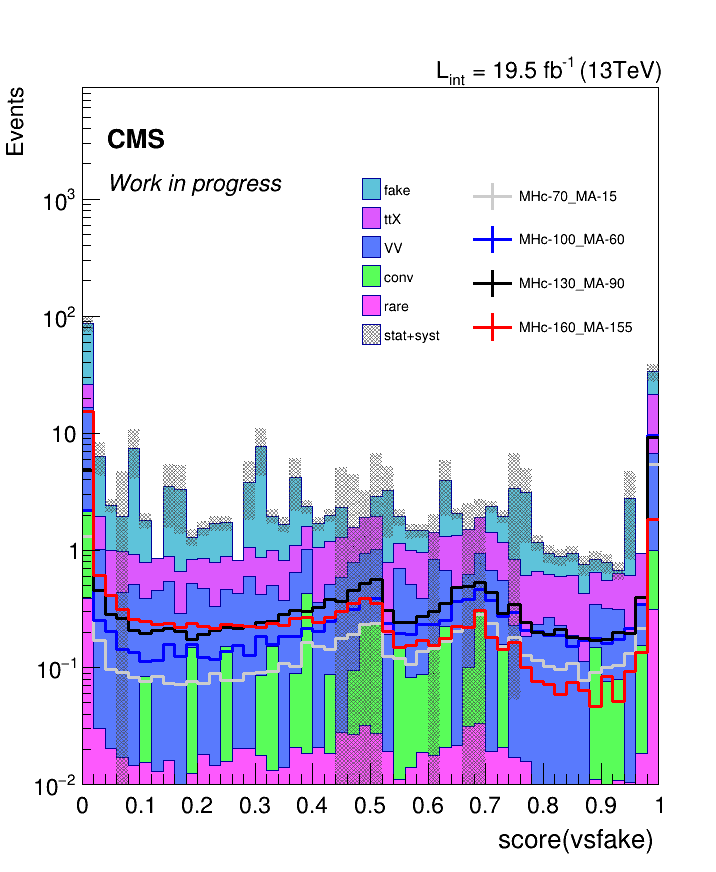 L_int = 19.5 fb^-1 (13TeV)
Events
CMS
Work in progress
fake
ttX
VV
conv
rare
stat+syst
MHc-70_MA-15
MHc-100_MA-60
MHc-130_MA-90
MHc-160_MA-155
10^3
10^2
10
1
10^−1
10^−2
0 0.1 0.2 0.3 0.4 0.5 0.6 0.7 0.8 0.9 1
score(vsfake)